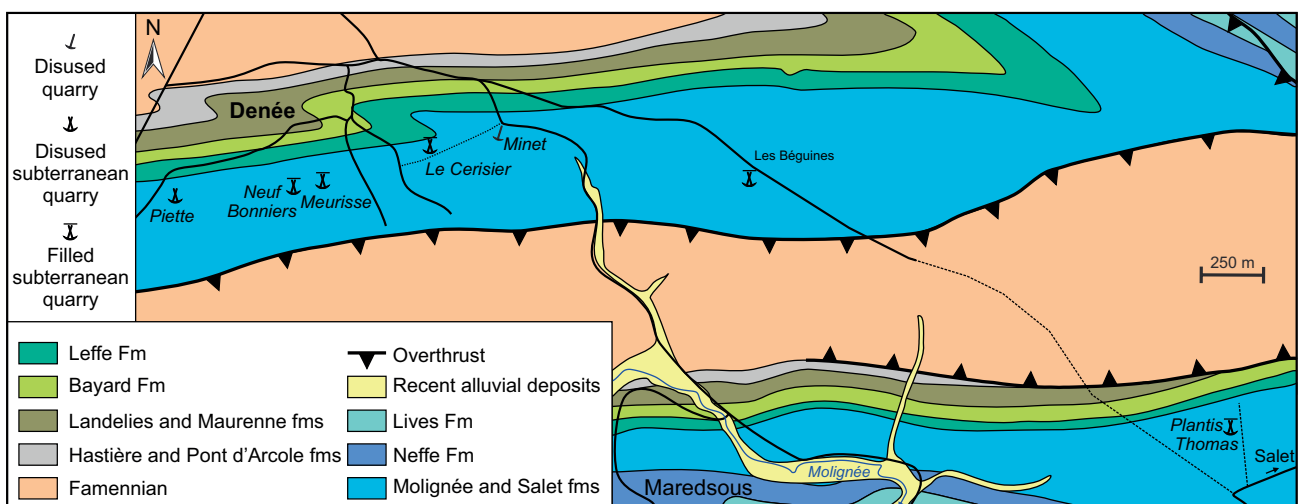 N
Disused
quarry
Disused
subterranean
quarry
Filled
subterranean
quarry
Denée
Minet
Le Cerisier
Les Béguines
Piette
Neuf
Bonniers
Meurisse
250 m
Leffe Fm
Bayard Fm
Landelies and Maurenne fms
Hastière and Pont d'Arcole fms
Famennian
Overthrust
Recent alluvial deposits
Lives Fm
Neffe Fm
Molignée and Salet fms
Molignée
Maredsous
Plantis
Thomas
Salet